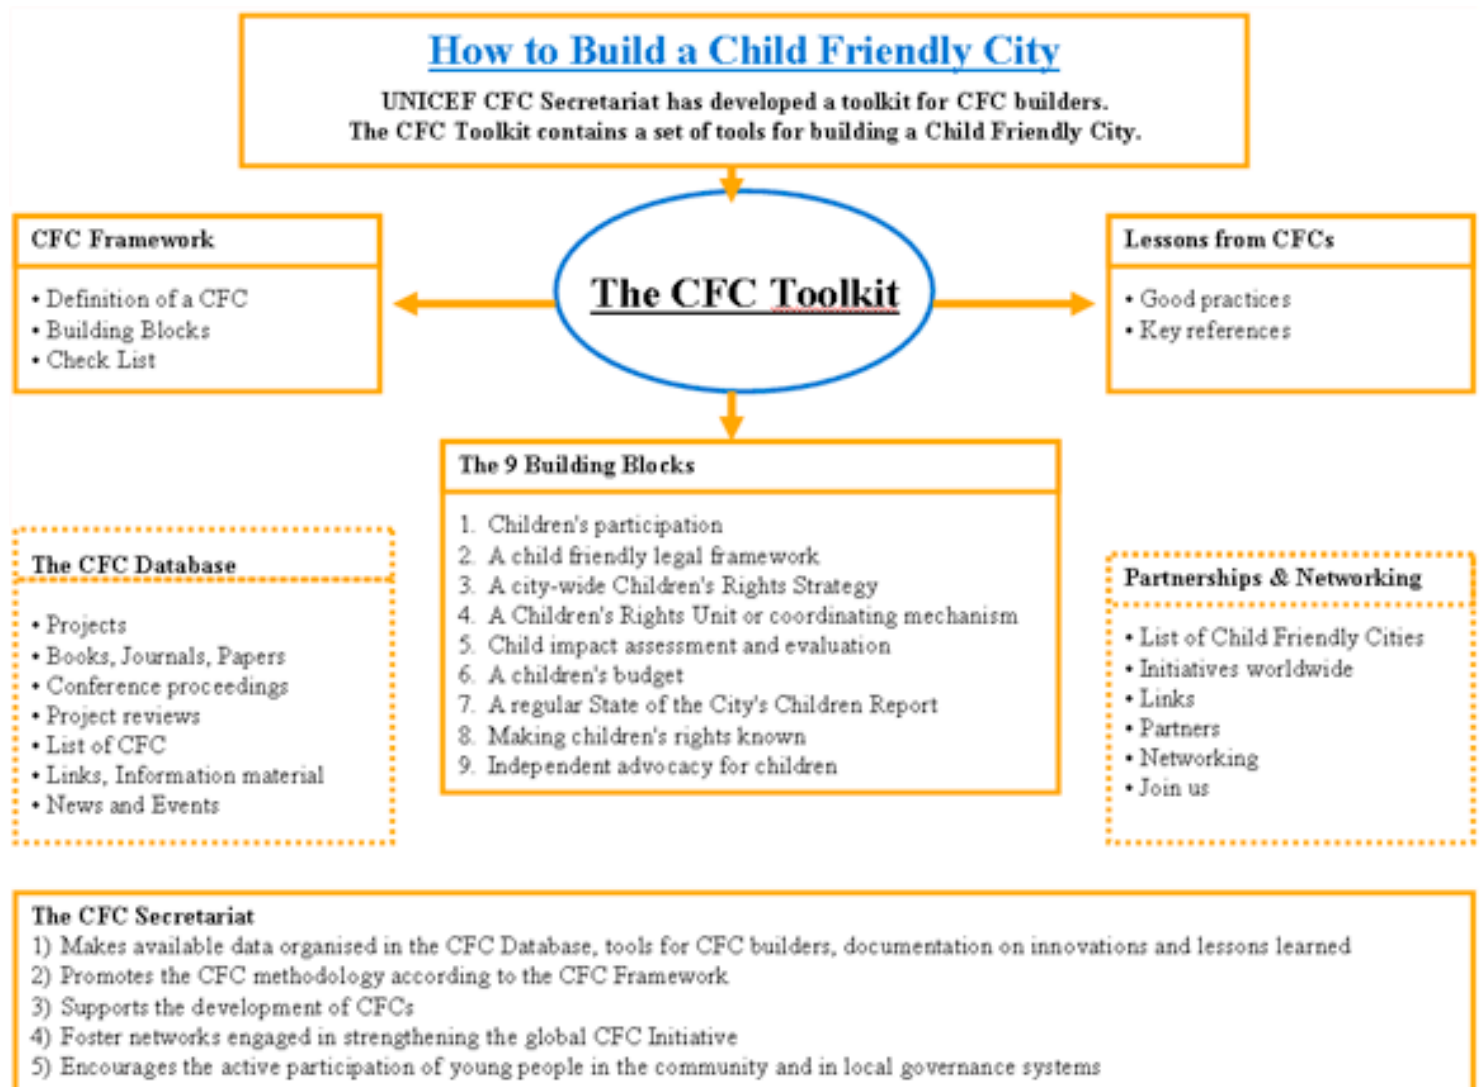 How to Build a Child Friendly City
UNICEF CFC Secretariat has developed a toolkit for CFC builders.
The CFC Toolkit contains a set of tools for building a Child Friendly City.
CFC Framework
• Definition of a CFC
• Building Blocks
• Check List
The CFC Toolkit
Lessons from CFCs
• Good practices
• Key references
The 9 Building Blocks
1. Children's participation
2. A child friendly legal framework
3. A city-wide Children's Rights Strategy
4. A Children's Rights Unit or coordinating mechanism
5. Child impact assessment and evaluation
6. A children's budget
7. A regular State of the City's Children Report
8. Making children's rights known
9. Independent advocacy for children
The CFC Database
• Projects
• Books, Journals, Papers
• Conference proceedings
• Project reviews
• List of CFC
• Links, Information material
• News and Events
Partnerships & Networking
• List of Child Friendly Cities
• Initiatives worldwide
• Links
• Partners
• Networking
• Join us
The CFC Secretariat
1) Makes available data organised in the CFC Database, tools for CFC builders, documentation on innovations and lessons learned
2) Promotes the CFC methodology according to the CFC Framework
3) Supports the development of CFCs
4) Foster networks engaged in strengthening the global CFC Initiative
5) Encourages the active participation of young people in the community and in local governance systems